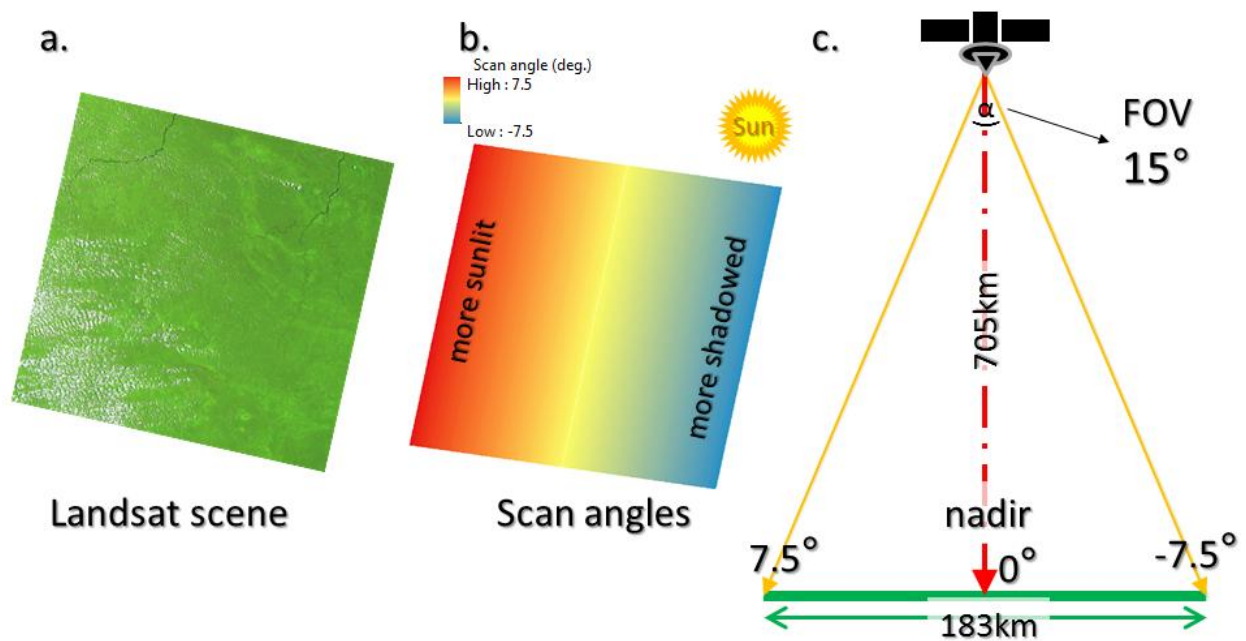 a.
Landsat scene
b.
Scan angle (deg.)
High : 7.5
Low : -7.5
Sun
more sunlit
more shadowed
Scan angles
c.
α
FOV
15°
705km
nadir
7.5°
0°
-7.5°
183km